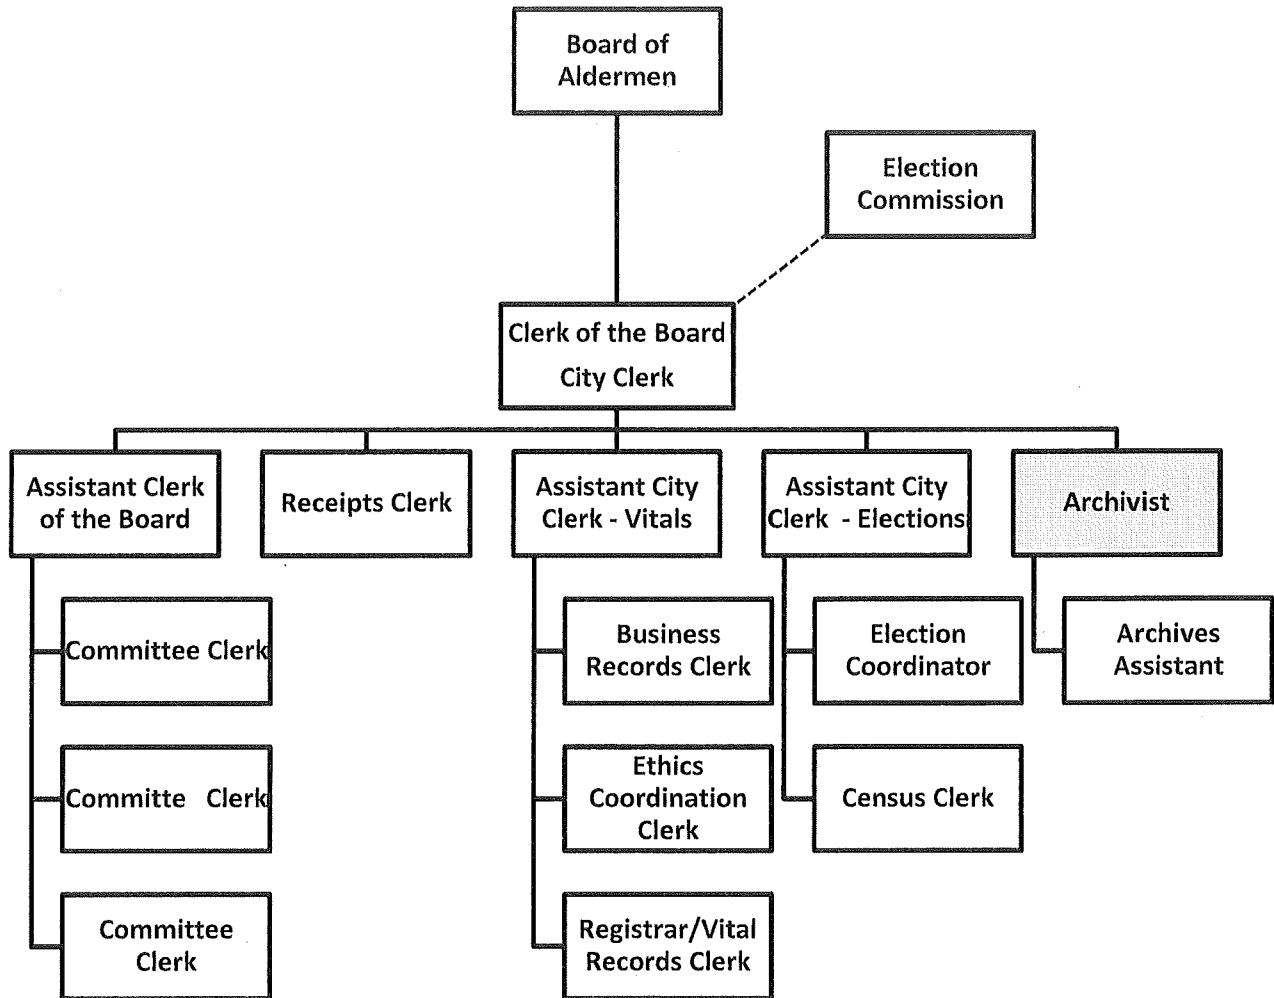 Board of
Aldermen
Election
Commission
Clerk of the Board
City Clerk
Assistant Clerk
of the Board
Receipts Clerk
Assistant City
Clerk - Vitals
Assistant City
Clerk - Elections
Archivist
Committee Clerk
Business
Records Clerk
Election
Coordinator
Archives
Assistant
Committe Clerk
Ethics
Coordination
Clerk
Census Clerk
Committee
Clerk
Registrar/Vital
Records Clerk